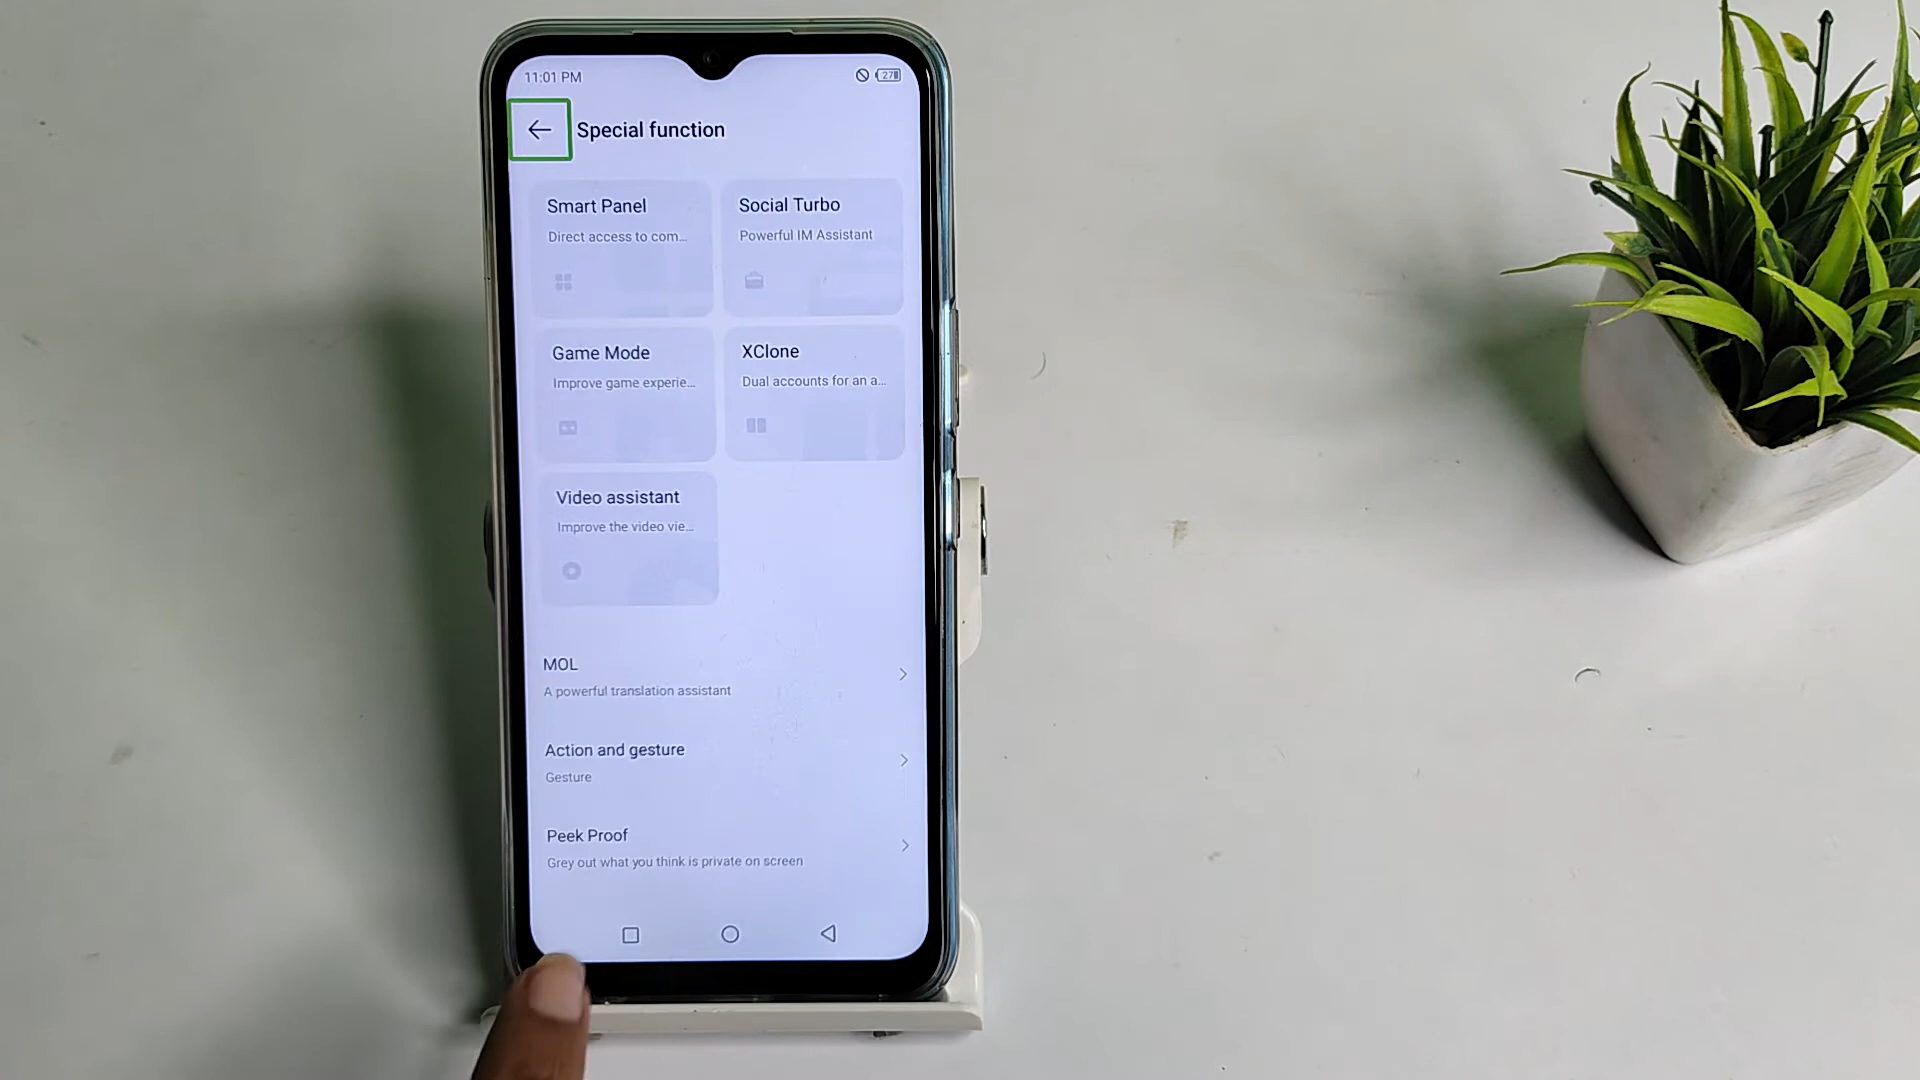 11:01 PM
27
Special function
Smart Panel
Direct access to com...
Social Turbo
Powerful IM Assistant
Game Mode
Improve game experie...
XClone
Dual accounts for an a...
Video assistant
Improve the video vie...
MOL
A powerful translation assistant
Action and gesture
Gesture
Peek Proof
Grey out what you think is private on screen